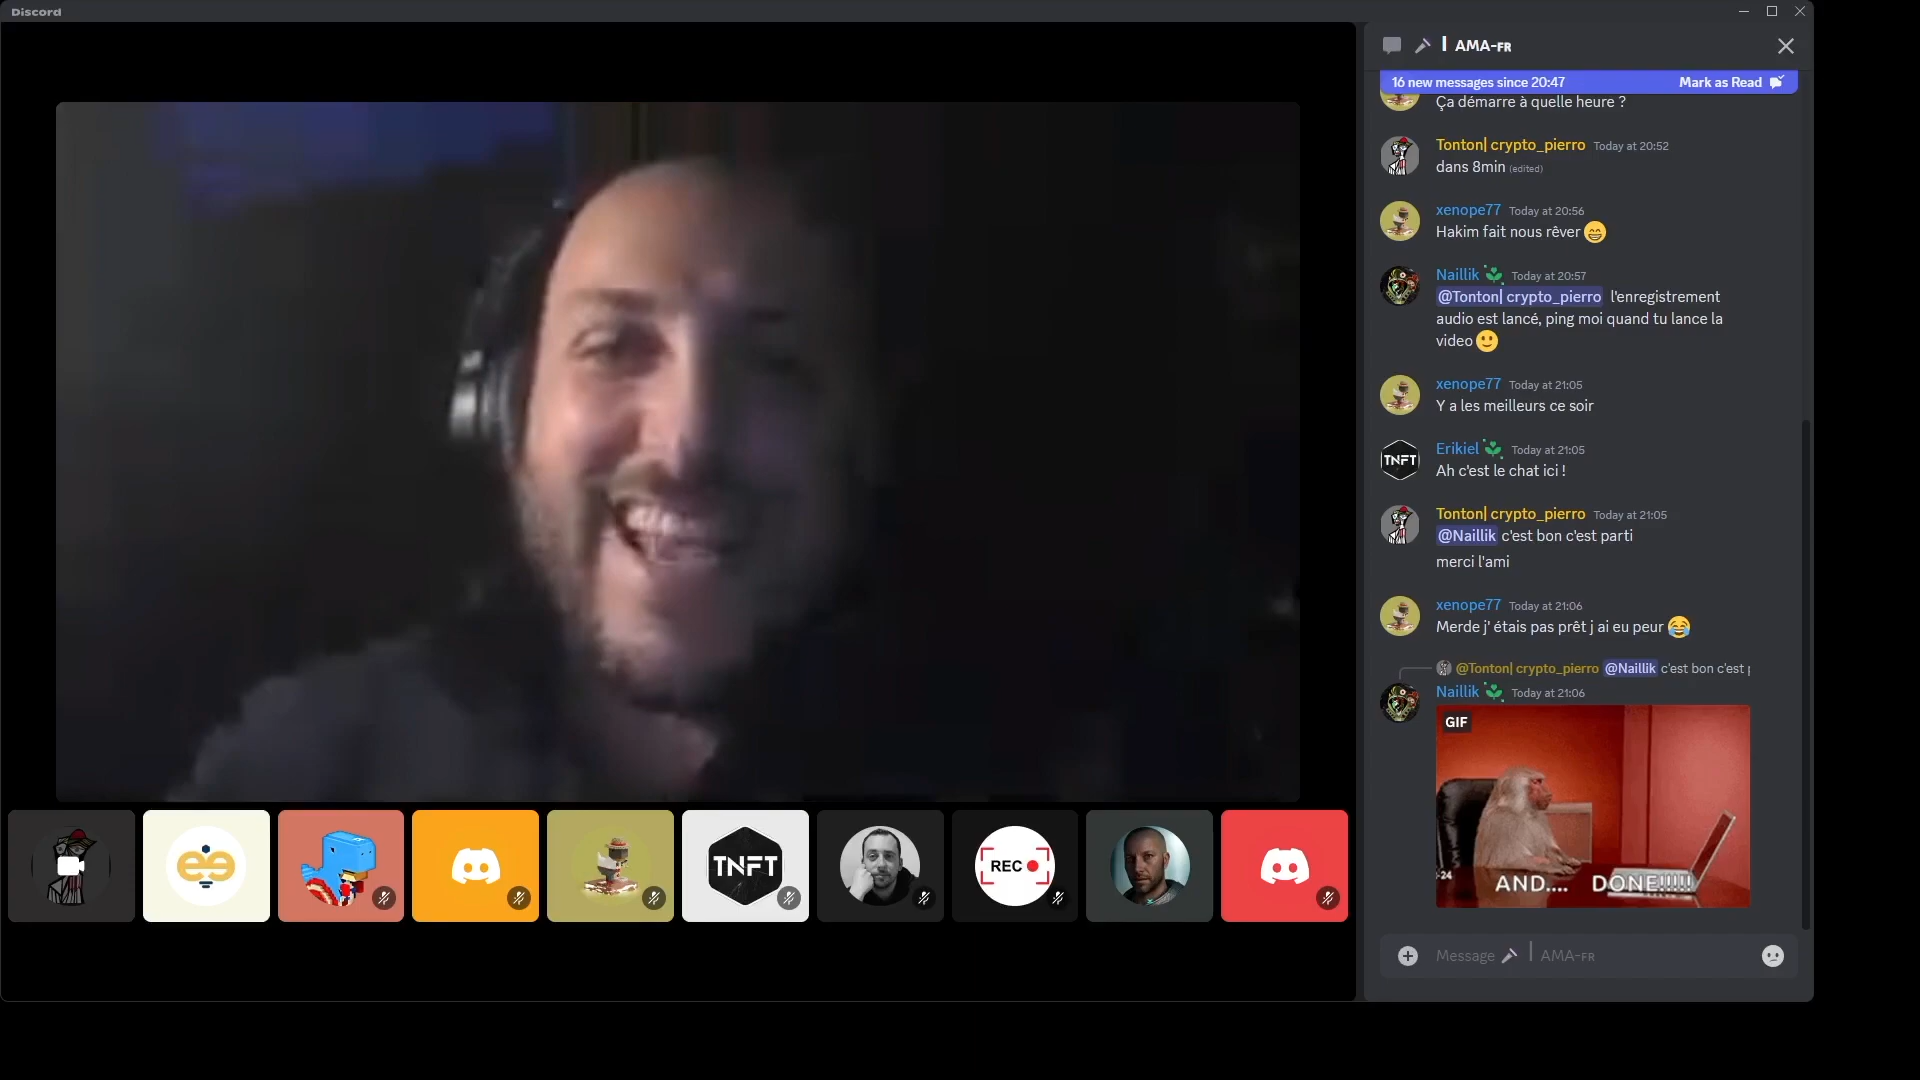 Discord
AMA-FR
16 new messages since 20:47
Mark as Read
Ça démarre à quelle heure ?
Tonton| crypto_pierro Today at 20:52
dans 8min (edited)
xenope77 Today at 20:56
Hakim fait nous rêver
Naillik Today at 20:57
@Tonton| crypto_pierro l'enregistrement
audio est lancé, ping moi quand tu lance la
video
xenope77 Today at 21:05
Y a les meilleurs ce soir
Erikiel Today at 21:05
Ah c'est le chat ici !
TNFT
Tonton| crypto_pierro Today at 21:05
@Naillik c'est bon c'est parti
merci l'ami
xenope77 Today at 21:06
Merde j' étais pas prêt j ai eu peur
@Tonton| crypto_pierro @Naillik c'est bon c'est
Naillik Today at 21:06
GIF
-24
AND.... DONE!!!!!
TNFT
REC
Message AMA-FR